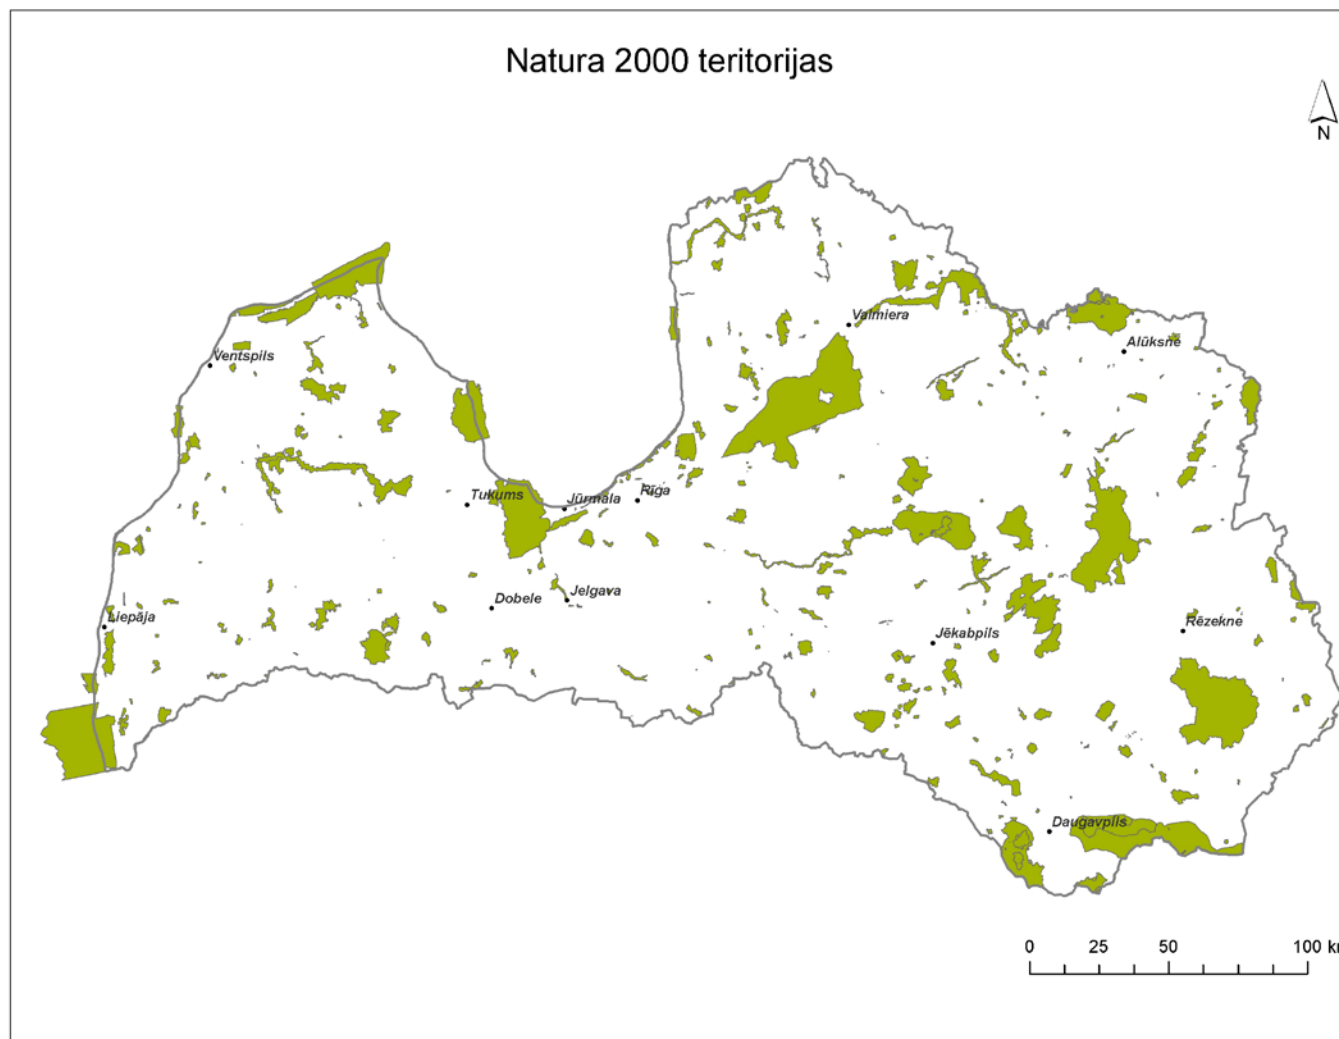 Natura 2000 teritorijas
N
Valmiera
Alūksne
Ventspils
Tukums
Jūrmala
Rīga
Dobele
Jelgava
Liepāja
Jēkabpils
Rēzekne
Daugavpils
0 25 50 100 k